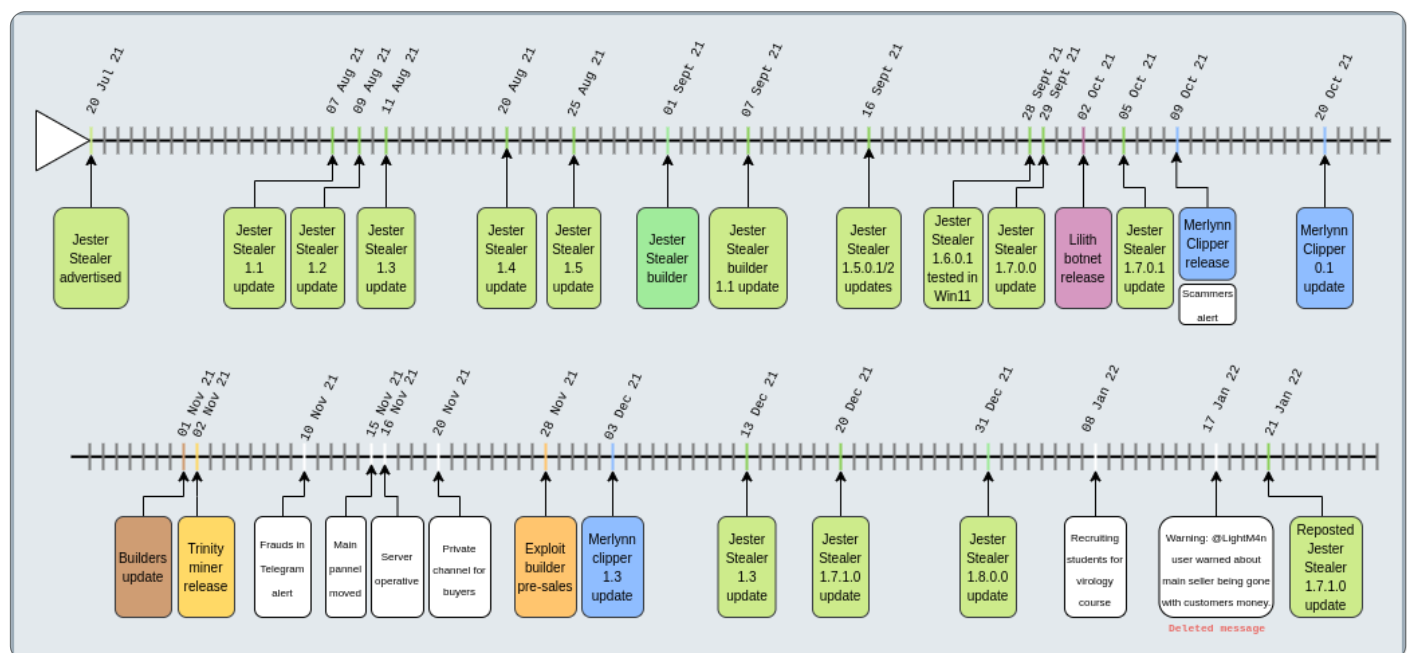 20 Jul 21
07 Aug 21
09 Aug 21
11 Aug 21
20 Aug 21
25 Aug 21
01 Sept 21
07 Sept 21
16 Sept 21
28 Sept 21
29 Sept 21
02 Oct 21
05 Oct 21
09 Oct 21
20 Oct 21
Jester
Stealer
advertised
Jester
Stealer
1.1
update
Jester
Stealer
1.2
update
Jester
Stealer
1.3
update
Jester
Stealer
1.4
update
Jester
Stealer
1.5
update
Jester
Stealer
builder
Jester
Stealer
builder
1.1 update
Jester
Stealer
1.5.0.1/2
updates
Jester
Stealer
1.6.0.1
tested in
Win11
Jester
Stealer
1.7.0.0
update
Lilith
botnet
release
Jester
Stealer
1.7.0.1
update
Merlynn
Clipper
release
Scammers
alert
Merlynn
Clipper
0.1
update
01 Nov 21
02 Nov 21
10 Nov 21
15 Nov 21
16 Nov 21
20 Nov 21
28 Nov 21
03 Dec 21
13 Dec 21
20 Dec 21
31 Dec 21
08 Jan 22
17 Jan 22
21 Jan 22
Builders
update
Trinity
miner
release
Frauds in
Telegram
alert
Main
pannel
moved
Server
operative
Private
channel for
buyers
Exploit
builder
pre-sales
Merlynn
clipper
1.3
update
Jester
Stealer
1.3
update
Jester
Stealer
1.7.1.0
update
Jester
Stealer
1.8.0.0
update
Recruiting
students for
virology
course
Warning: @LightM4n
user warned about
main seller being gone
with customers money.
Deleted message
Reposted
Jester
Stealer
1.7.1.0
update